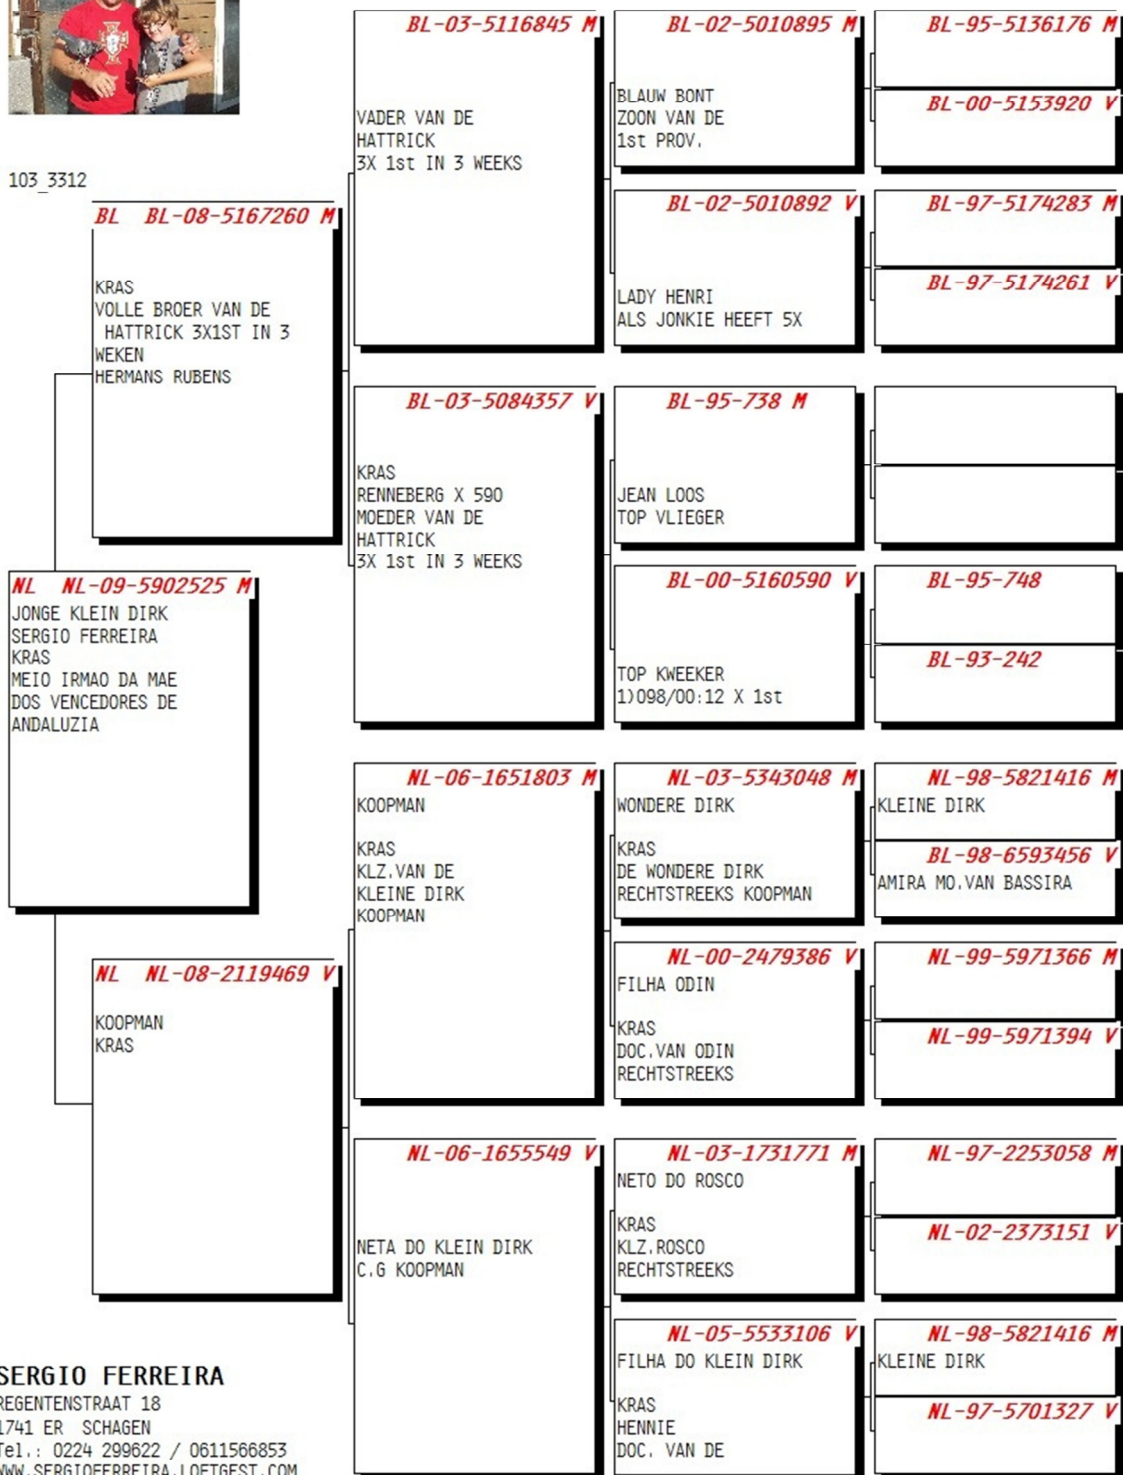 103_3312
NL NL-09-5902525 M
JONGE KLEIN DIRK
SERGIO FERREIRA
KRAS
MEIO IRMAO DA MAE
DOS VENCEDORES DE
ANDALUZIA
BL BL-08-5167260 M
KRAS
VOLLE BROER VAN DE
HATTRICK 3X1ST IN 3
WEKEN
HERMANS RUBENS
NL NL-08-2119469 V
KOOPMAN
KRAS
BL-03-5116845 M
VADER VAN DE
HATTRICK
3X 1st IN 3 WEEKS
BL-03-5084357 V
KRAS
RENNEBERG X 590
MOEDER VAN DE
HATTRICK
3X 1st IN 3 WEEKS
NL-06-1651803 M
KOOPMAN
KRAS
KLZ.VAN DE
KLEINE DIRK
KOOPMAN
NL-06-1655549 V
NETA DO KLEIN DIRK
C.G KOOPMAN
BL-02-5010895 M
BLAUW BONT
ZOON VAN DE
1st PROV.
BL-02-5010892 V
LADY HENRI
ALS JONKIE HEEFT 5X
BL-95-738 M
JEAN LOOS
TOP VLIEGER
BL-00-5160590 V
TOP KWEEKER
1)098/00:12 X 1st
NL-03-5343048 M
WONDERE DIRK
KRAS
DE WONDERE DIRK
RECHTSTREEKS KOOPMAN
NL-00-2479386 V
FILHA ODIN
KRAS
DOC.VAN ODIN
RECHTSTREEKS
NL-03-1731771 M
NETO DO ROSCO
KRAS
KLZ.ROSCO
RECHTSTREEKS
NL-05-5533106 V
FILHA DO KLEIN DIRK
KRAS
HENNIE
DOC. VAN DE
BL-95-5136176 M
BL-00-5153920 V
BL-97-5174283 M
BL-97-5174261 V
BL-95-748
BL-93-242
NL-98-5821416 M
KLEINE DIRK
BL-98-6593456 V
AMIRA MO.VAN BASSIRA
NL-99-5971366 M
NL-99-5971394 V
NL-97-2253058 M
NL-02-2373151 V
NL-98-5821416 M
KLEINE DIRK
NL-97-5701327 V
SERGIO FERREIRA
REGENTENSTRAAT 18
1741 ER SCHAGEN
Tel.: 0224 299622 / 0611566853
WWW.SERGIOFERREIRA.LOFTGEST.COM